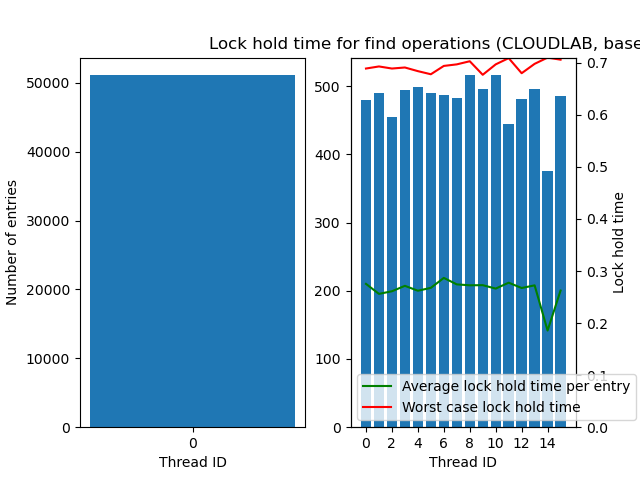 Lock hold time for find operations (CLOUDLAB, base
50000
40000
30000
20000
10000
0
Number of entries
0
Thread ID
500
400
300
200
100
0
0 2 4 6 8 10 12 14
Thread ID
0.7
0.6
0.5
0.4
0.3
0.2
0.1
0.0
Lock hold time
Average lock hold time per entry
Worst case lock hold time